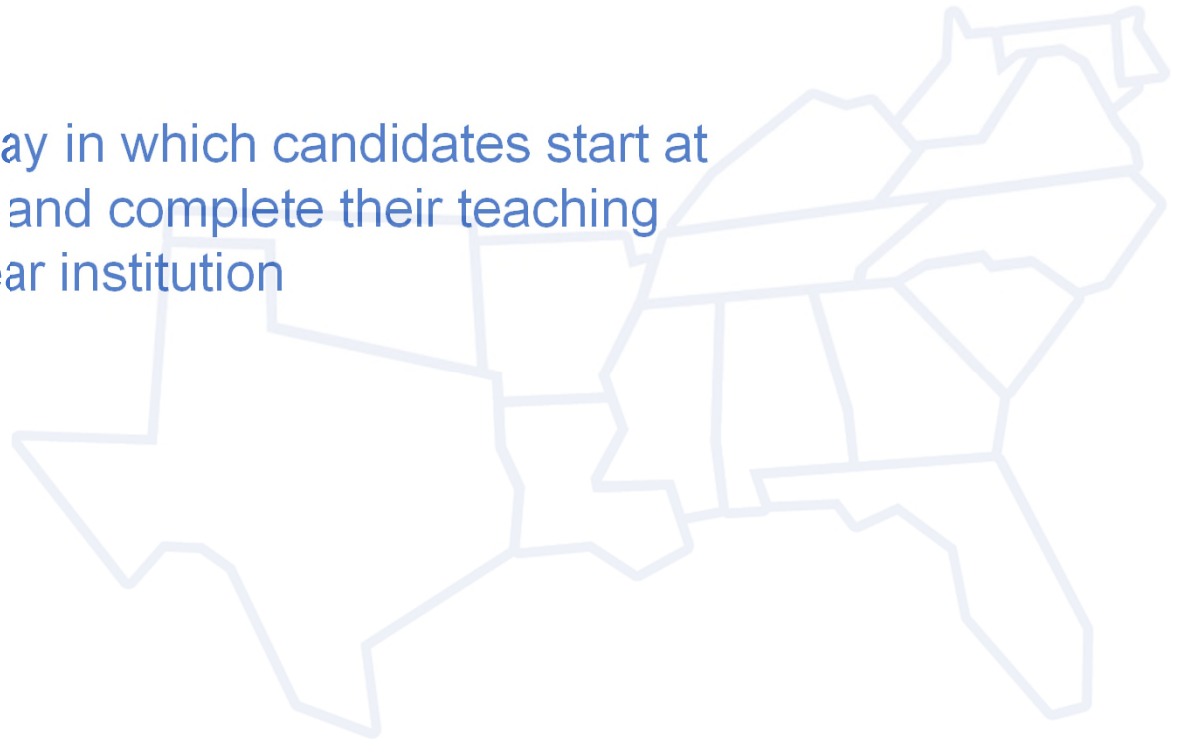 ay in which candidates start at
and complete their teaching
ar institution